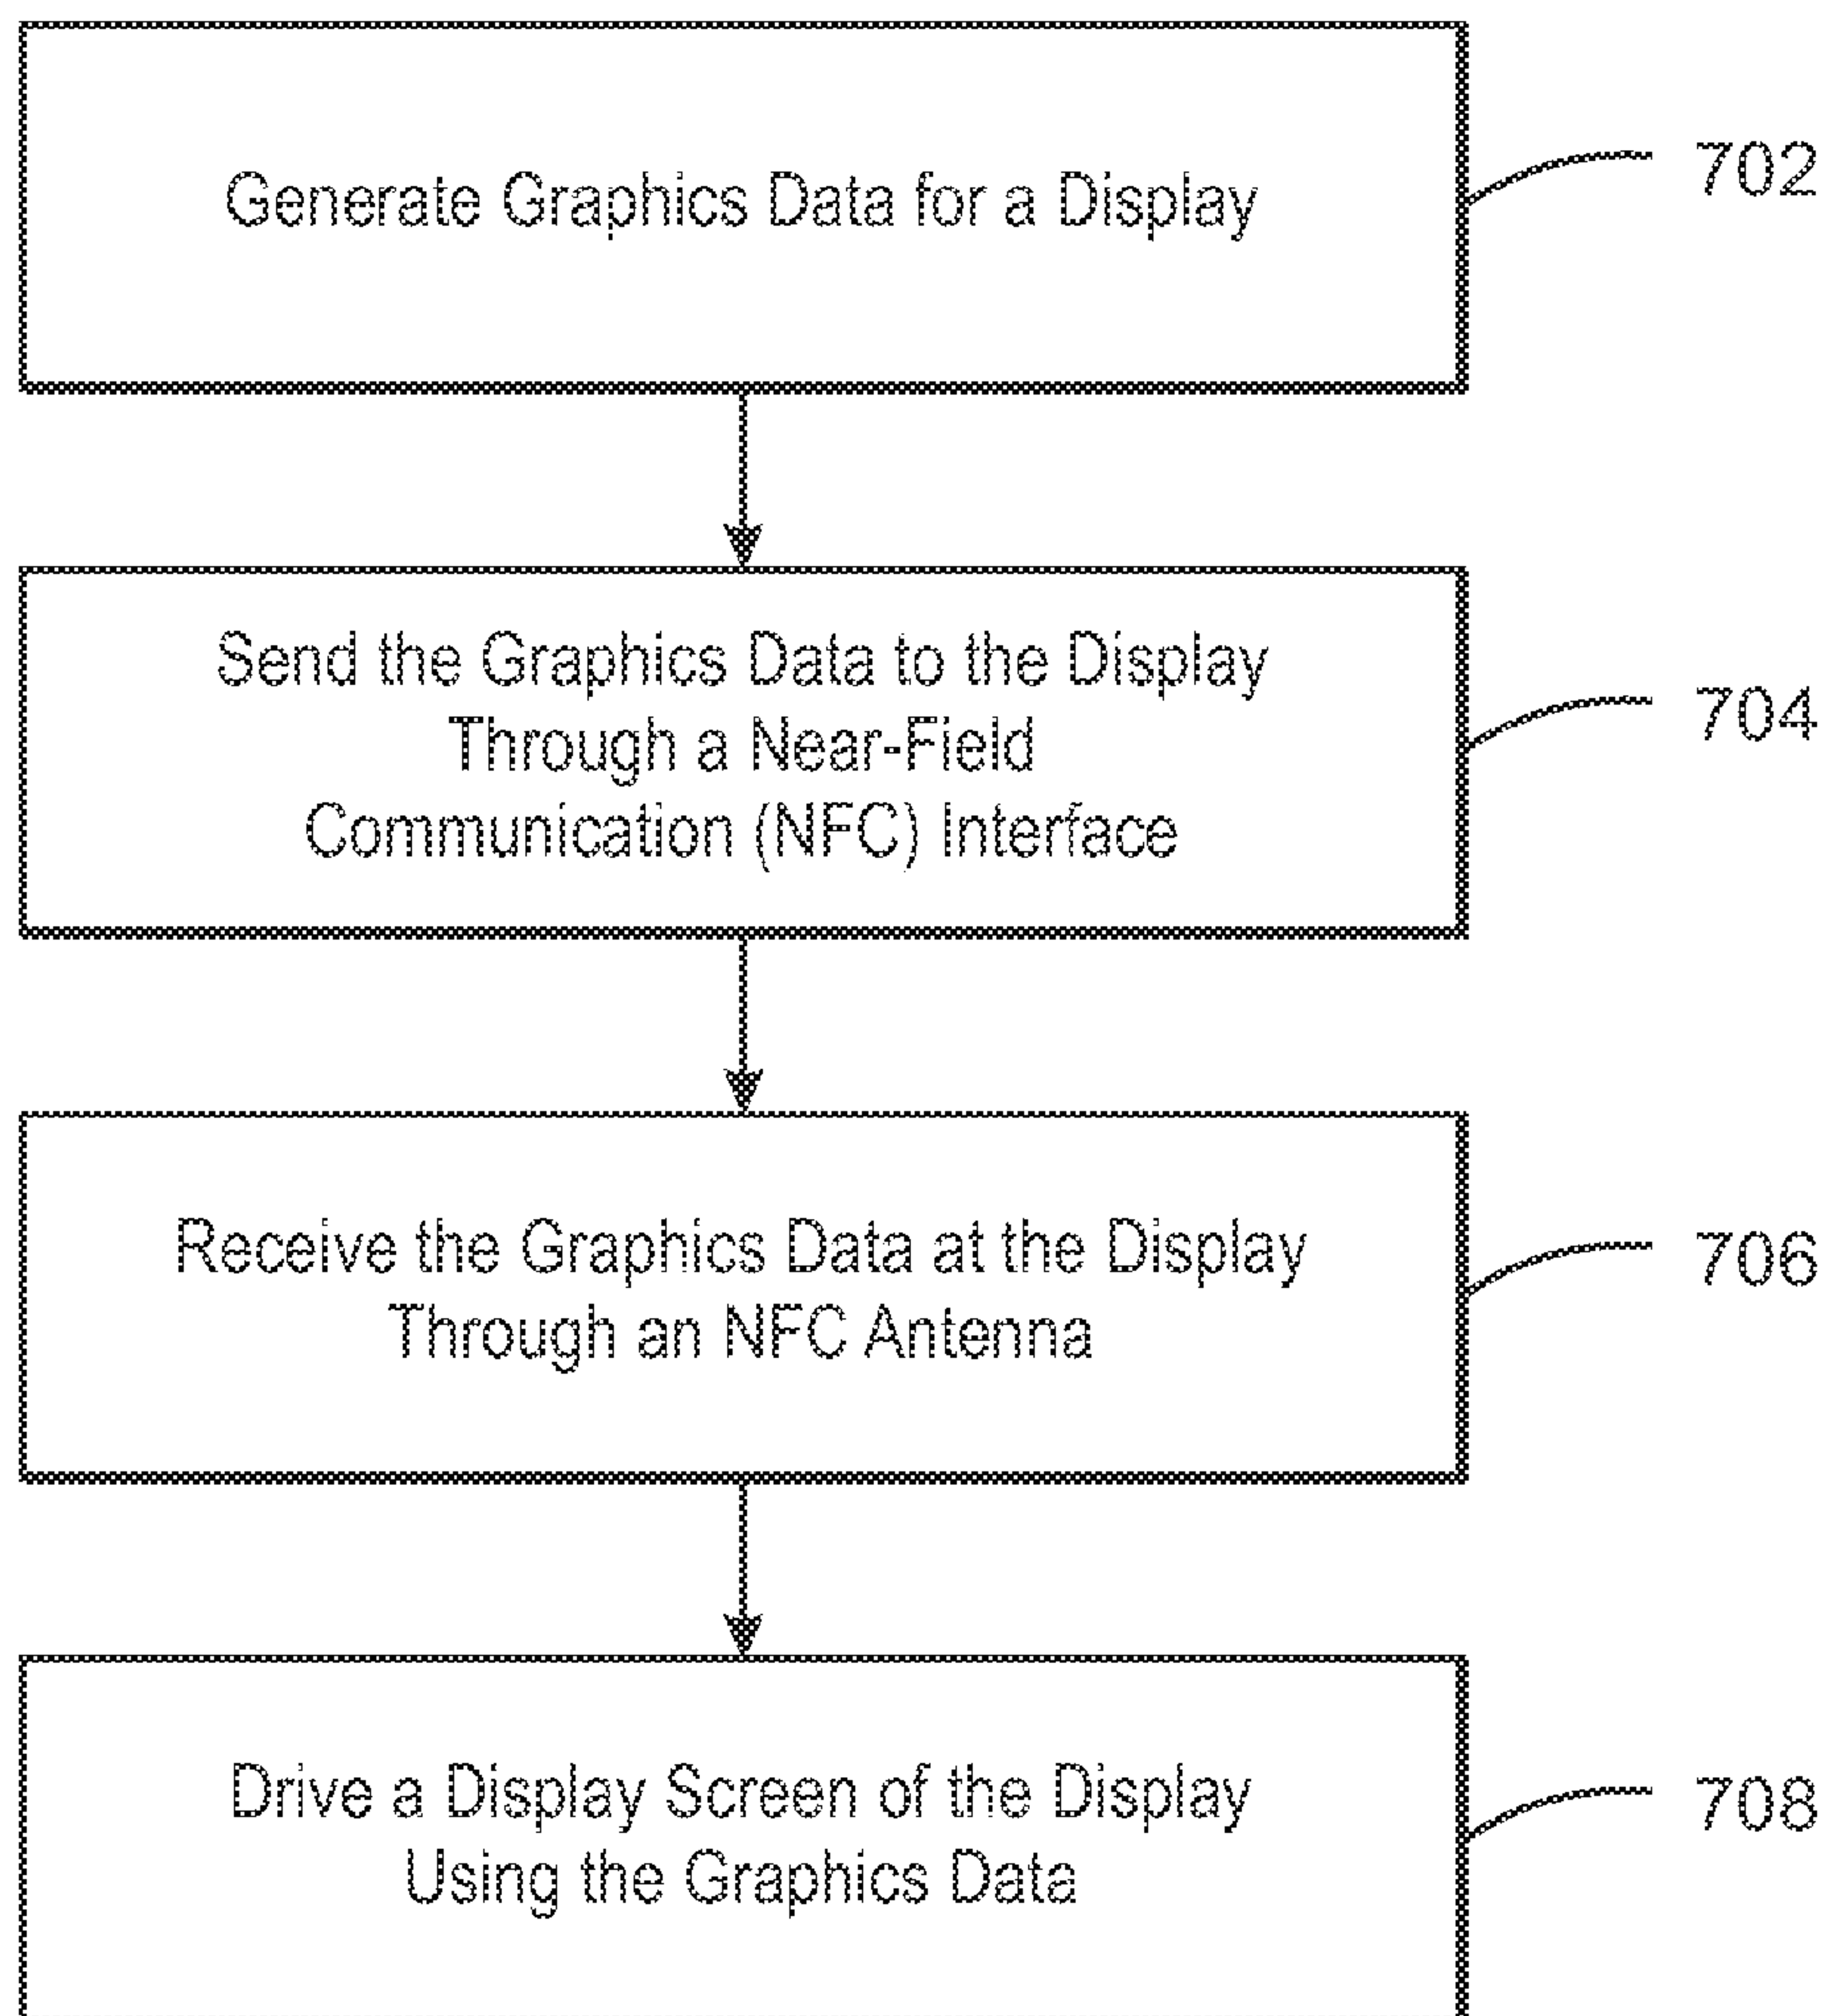 Generate Graphics Data for a Display
702
Send the Graphics Data to the Display
Through a Near-Field
Communication (NFC) Interface
704
Receive the Graphics Data at the Display
Through an NFC Antenna
706
Drive a Display Screen of the Display
Using the Graphics Data
708